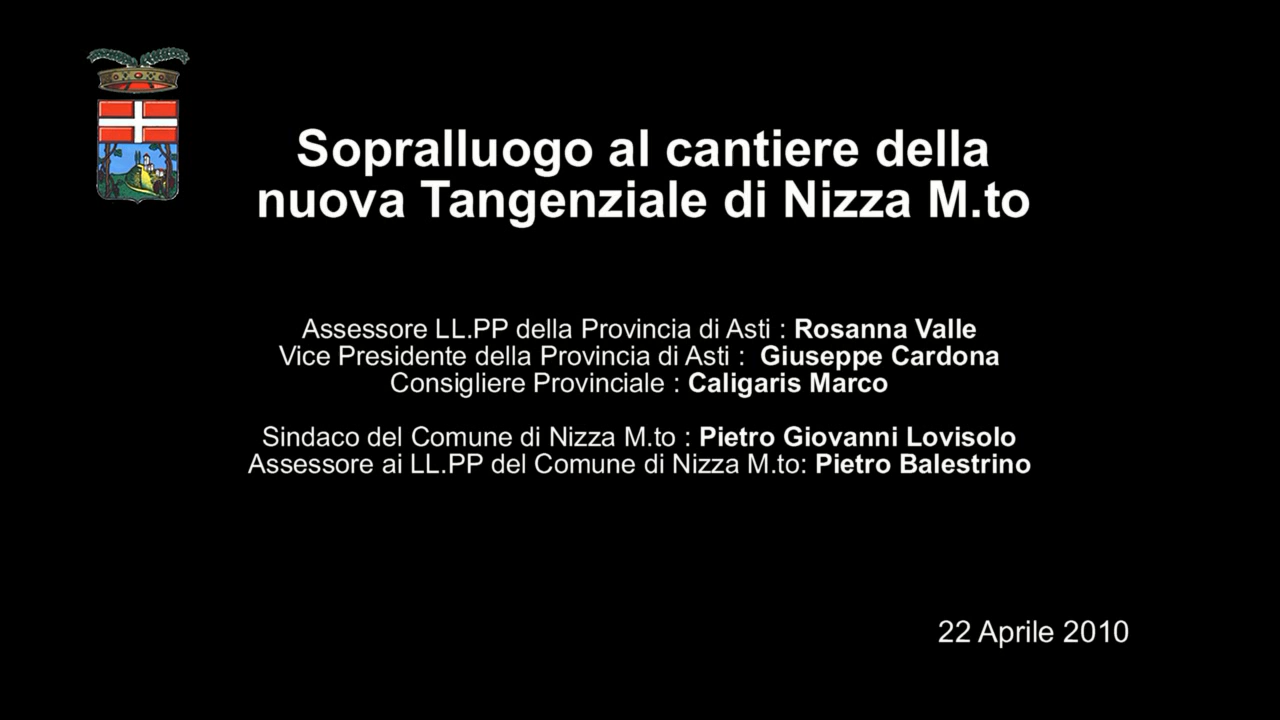 Sopralluogo al cantiere della
nuova Tangenziale di Nizza M.to
Assessore LL.PP della Provincia di Asti : Rosanna Valle
Vice Presidente della Provincia di Asti : Giuseppe Cardona
Consigliere Provinciale : Caligaris Marco
Sindaco del Comune di Nizza M.to : Pietro Giovanni Lovisolo
Assessore ai LL.PP del Comune di Nizza M.to: Pietro Balestrino
22 Aprile 2010